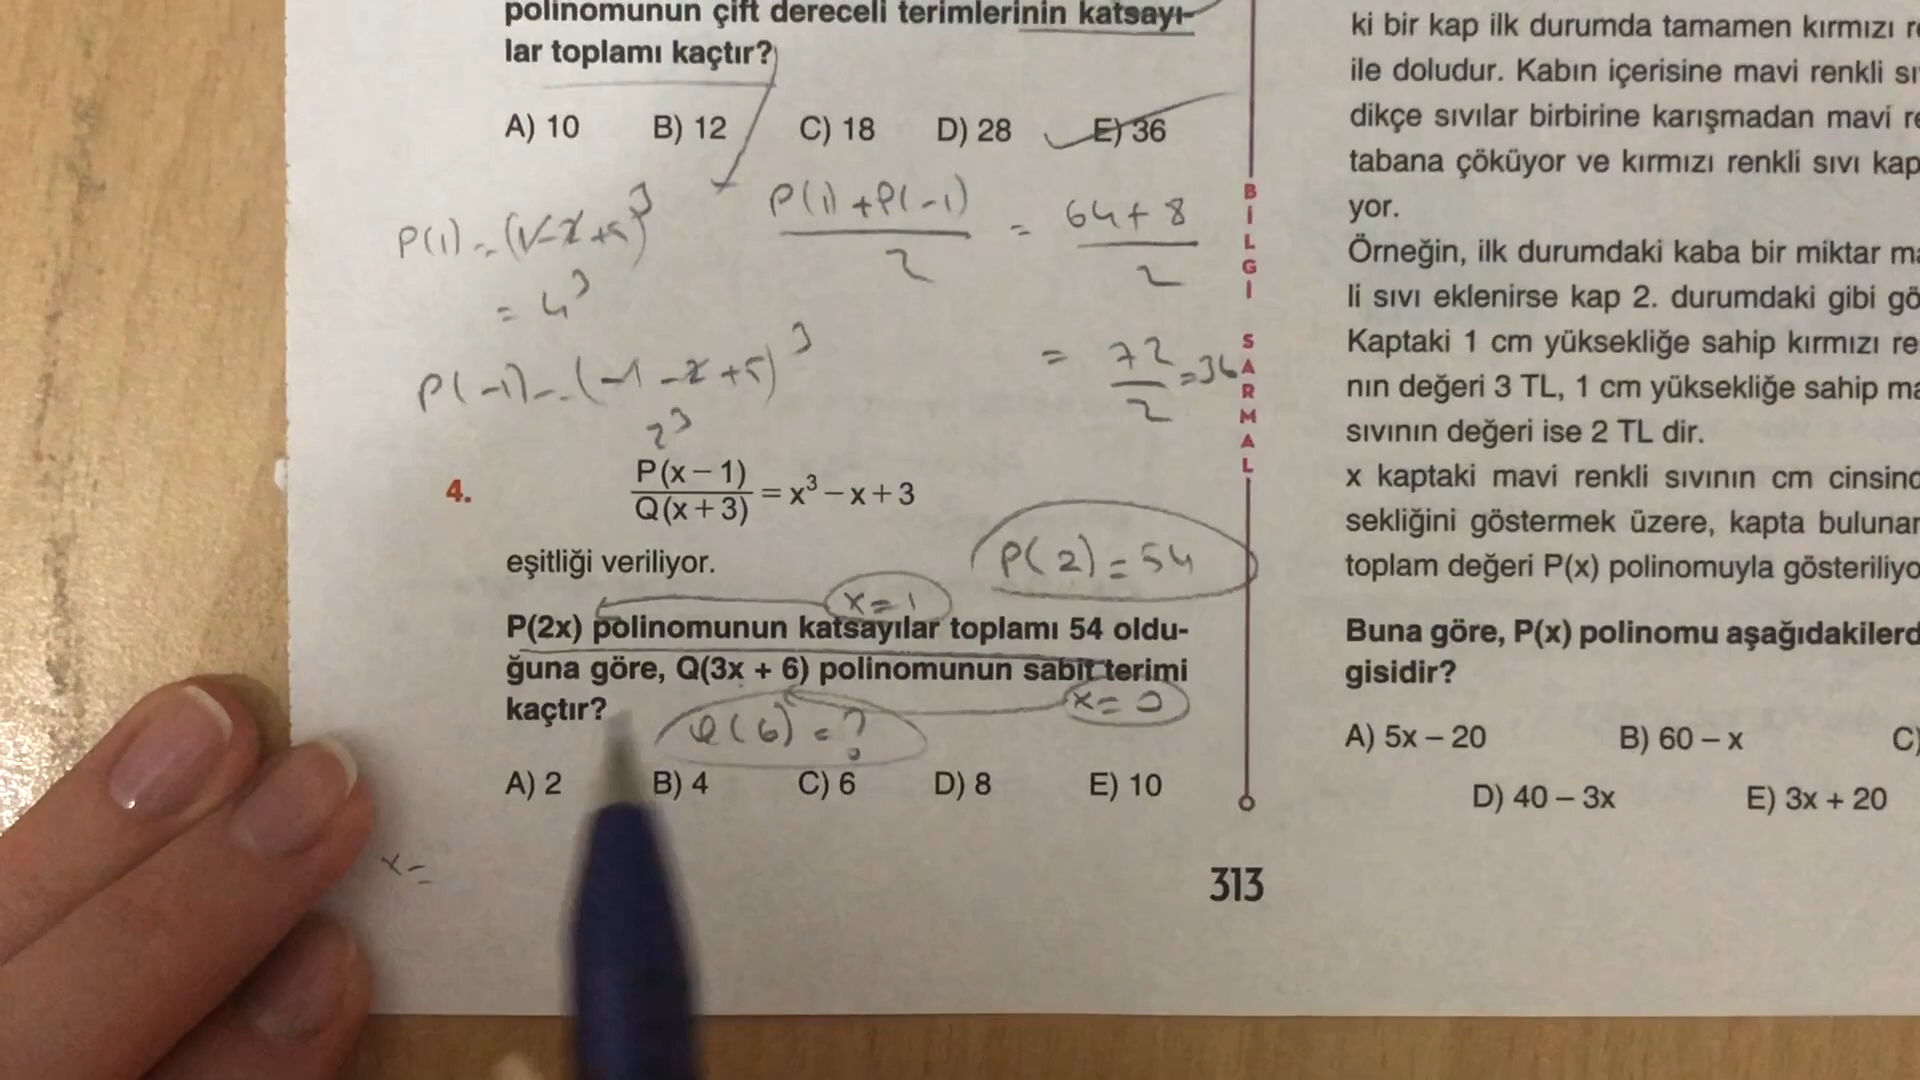 polinomunun çift dereceli terimlerinin katsayı-
lar toplamı kaçtır?
A) 10 B) 12 C) 18 D) 28 E) 36
P(1) = (1-2+5)³
= 4³
P(1)+P(-1) / 2 = 64+8 / 2
P(-1) = (-1-2+5)³
2³
= 72/2 = 36
4. P(x-1) / Q(x+3) = x³ - x + 3
eşitliği veriliyor.
P(2) = 54
x = 1
P(2x) polinomunun katsayılar toplamı 54 oldu-
ğuna göre, Q(3x + 6) polinomunun sabit terimi
kaçtır?
x = 0
Q(6) = ?
A) 2 B) 4 C) 6 D) 8 E) 10
x =
313
BİLGİ SARMAL
ki bir kap ilk durumda tamamen kırmızı
ile doludur. Kabın içerisine mavi renkli
dikçe sıvılar birbirine karışmadan mavi
tabana çöküyor ve kırmızı renkli sıvı
yor.
Örneğin, ilk durumdaki kaba bir miktar
li sıvı eklenirse kap 2. durumdaki gibi
Kaptaki 1 cm yüksekliğe sahip kırmızı
nın değeri 3 TL, 1 cm yüksekliğe sahip
sıvının değeri ise 2 TL dir.
x kaptaki mavi renkli sıvının cm
sekliğini göstermek üzere, kapta
toplam değeri P(x) polinomuyla
Buna göre, P(x) polinomu
gisidir?
A) 5x – 20 B) 60 – x C)
D) 40 – 3x E) 3x + 20